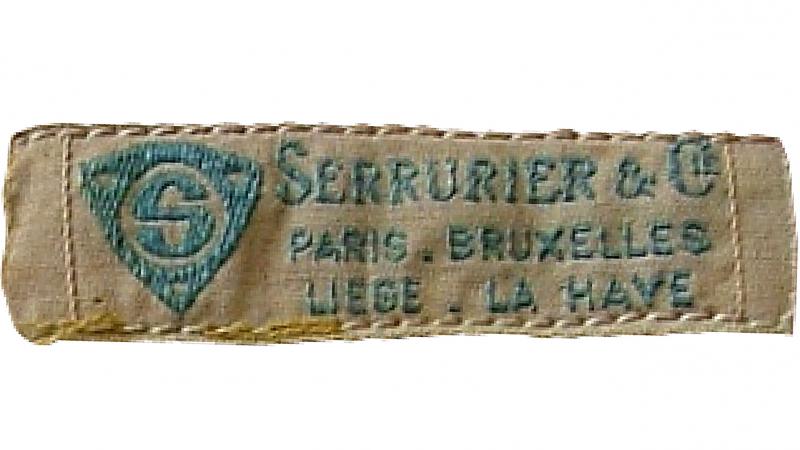 S
SERRURIER & Cie
PARIS . BRUXELLES
LIEGE . LA HAYE